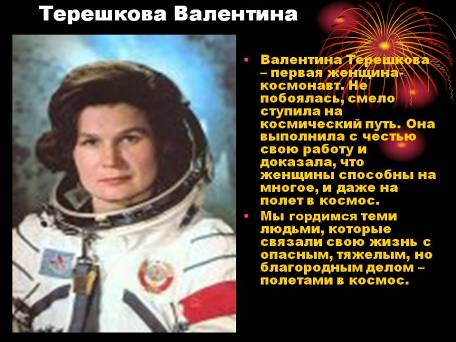 Терешкова Валентина
• Валентина Терешкова
– первая женщина-
космонавт. Не
побоялась, смело
ступила на
космический путь. Она
выполнила с честью
свою работу и
доказала, что
женщины способны на
многое, и даже на
полет в космос.
• Мы гордимся теми
людьми, которые
связали свою жизнь с
опасным, тяжелым, но
благородным делом –
полетами в космос.